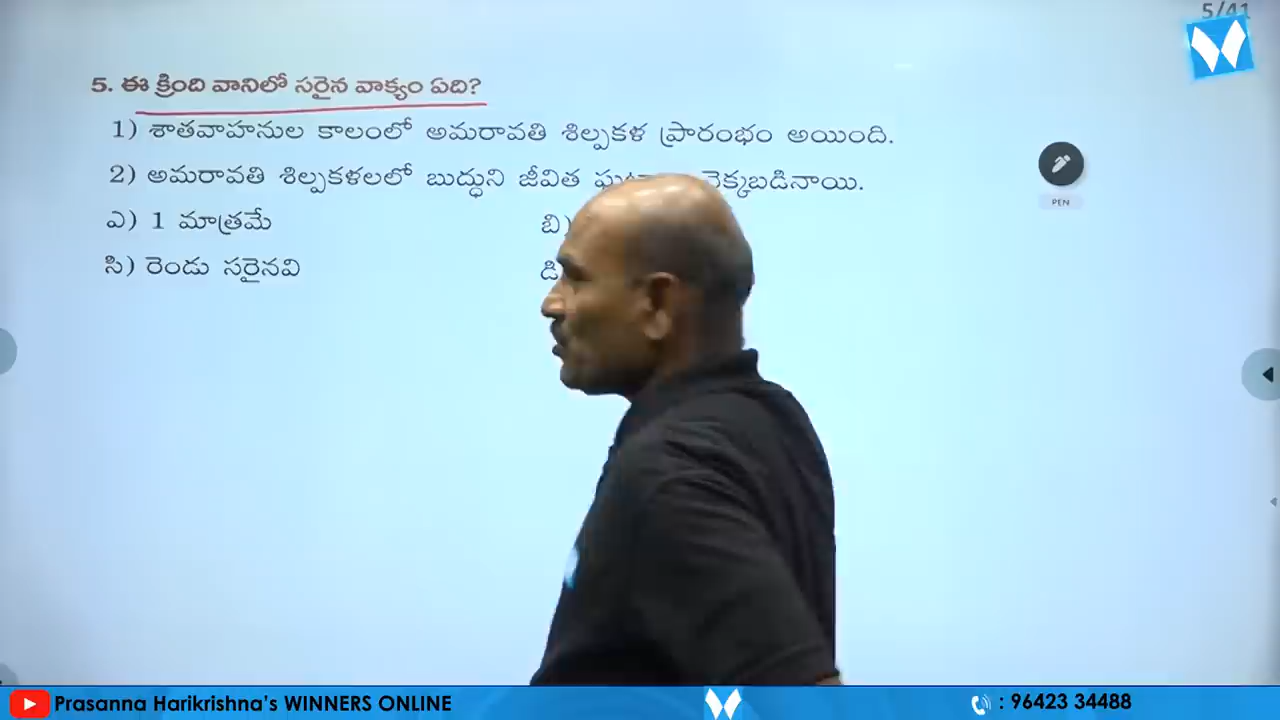 5/41
5. ఈ క్రింది వానిలో సరైన వాక్యం ఏది?
1) శాతవాహనుల కాలంలో అమరావతి శిల్పకళ ప్రారంభం అయింది.
2) అమరావతి శిల్పకళలలో బుద్ధుని జీవిత చెక్కబడినాయి.
ఎ) 1 మాత్రమే బి)
సి) రెండు సరైనవి డి
PEN
Prasanna Harikrishna's WINNERS ONLINE : 96423 34488